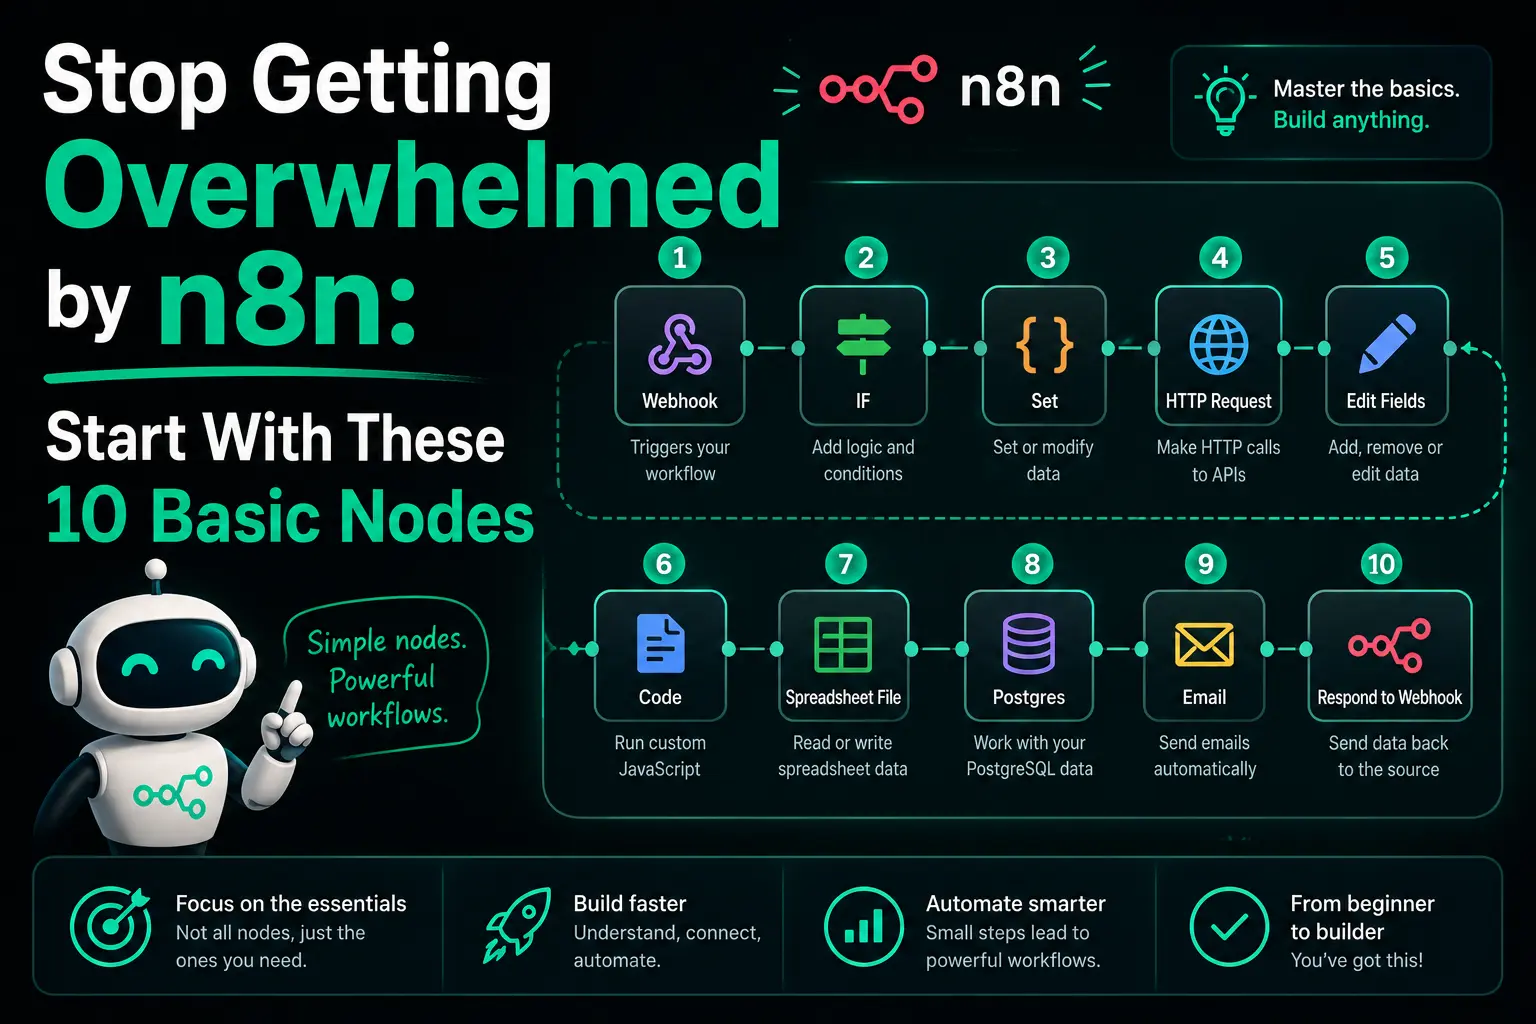 Stop Getting
Overwhelmed
by n8n:
Start With These
10 Basic Nodes
n8n
Master the basics.
Build anything.
1
Webhook
Triggers your
workflow
2
IF
Add logic and
conditions
3
Set
Set or modify
data
4
HTTP Request
Make HTTP calls
to APIs
5
Edit Fields
Add, remove or
edit data
6
Code
Run custom
JavaScript
7
Spreadsheet File
Read or write
spreadsheet data
8
Postgres
Work with your
PostgreSQL data
9
Email
Send emails
automatically
10
Respond to Webhook
Send data back
to the source
Simple nodes.
Powerful
workflows.
Focus on the essentials
Not all nodes, just the
ones you need.
Build faster
Understand, connect,
automate.
Automate smarter
Small steps lead to
powerful workflows.
From beginner
to builder
You've got this!